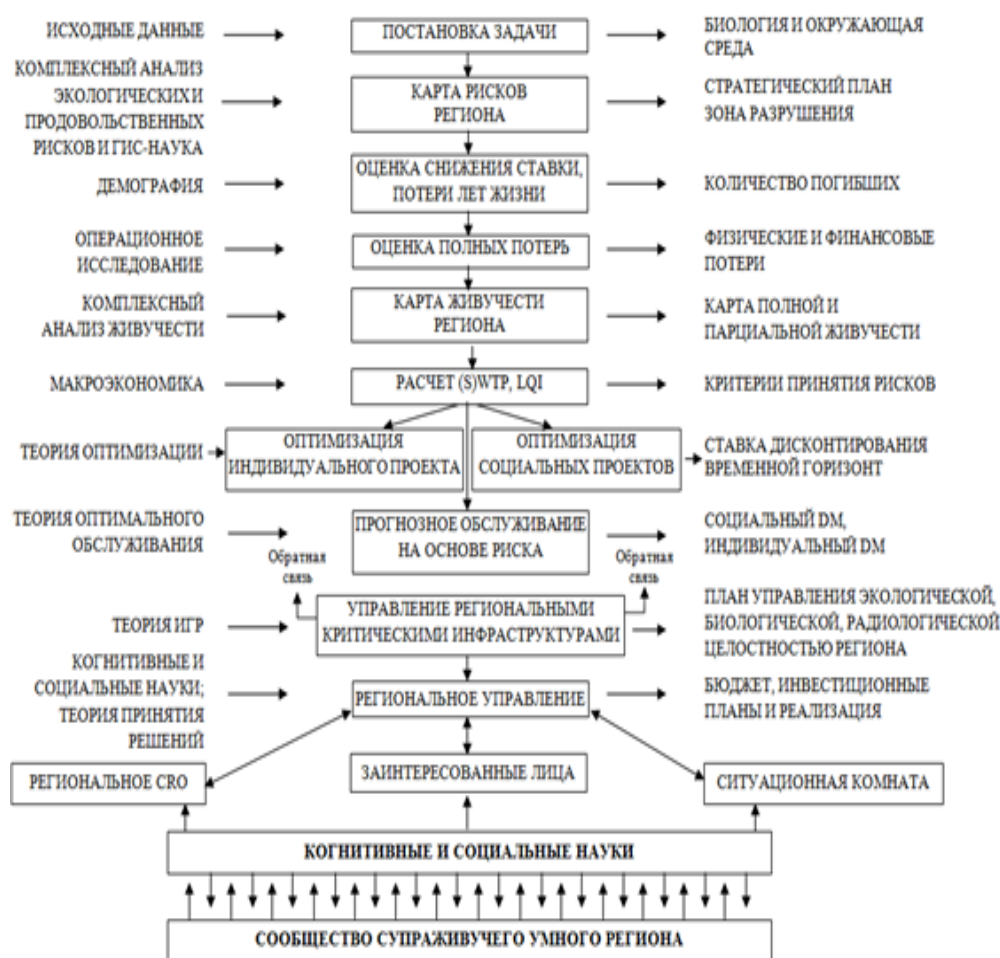 ИСХОДНЫЕ ДАННЫЕ
ПОСТАНОВКА ЗАДАЧИ
БИОЛОГИЯ И ОКРУЖАЮЩАЯ
СРЕДА
КОМПЛЕКСНЫЙ АНАЛИЗ
ЭКОЛОГИЧЕСКИХ И
ПРОДОВОЛЬСТВЕННЫХ
РИСКОВ И ГИС-НАУКА
КАРТА РИСКОВ
РЕГИОНА
СТРАТЕГИЧЕСКИЙ ПЛАН
ЗОНА РАЗРУШЕНИЯ
ДЕМОГРАФИЯ
ОЦЕНКА СНИЖЕНИЯ СТАВКИ,
ПОТЕРИ ЛЕТ ЖИЗНИ
КОЛИЧЕСТВО ПОГИБШИХ
ОПЕРАЦИОННОЕ
ИССЛЕДОВАНИЕ
ОЦЕНКА ПОЛНЫХ ПОТЕРЬ
ФИЗИЧЕСКИЕ И ФИНАНСОВЫЕ
ПОТЕРИ
КОМПЛЕКСНЫЙ
АНАЛИЗ ЖИВУЧЕСТИ
КАРТА ЖИВУЧЕСТИ
РЕГИОНА
КАРТА ПОЛНОЙ И
ПАРЦИАЛЬНОЙ ЖИВУЧЕСТИ
МАКРОЭКОНОМИКА
РАСЧЕТ (S)WTP, LQI
КРИТЕРИИ ПРИНЯТИЯ РИСКОВ
ТЕОРИЯ ОПТИМИЗАЦИИ
ОПТИМИЗАЦИЯ
ИНДИВИДУАЛЬНОГО ПРОЕКТА
ОПТИМИЗАЦИЯ
СОЦИАЛЬНЫХ ПРОЕКТОВ
СТАВКА ДИСКОНТИРОВАНИЯ
ВРЕМЕННОЙ ГОРИЗОНТ
ТЕОРИЯ ОПТИМАЛЬНОГО
ОБСЛУЖИВАНИЯ
ПРОГНОЗНОЕ ОБСЛУЖИВАНИЕ
НА ОСНОВЕ РИСКА
СОЦИАЛЬНЫЙ DM,
ИНДИВИДУАЛЬНЫЙ DM
Обратная
связь
Обратная
связь
ТЕОРИЯ ИГР
УПРАВЛЕНИЕ РЕГИОНАЛЬНЫМИ
КРИТИЧЕСКИМИ ИНФРАСТРУКТУРАМИ
ПЛАН УПРАВЛЕНИЯ ЭКОЛОГИЧЕСКОЙ,
БИОЛОГИЧЕСКОЙ, РАДИОЛОГИЧЕСКОЙ
ЦЕЛОСТНОСТЬЮ РЕГИОНА
КОГНИТИВНЫЕ И
СОЦИАЛЬНЫЕ НАУКИ;
ТЕОРИЯ ПРИНЯТИЯ
РЕШЕНИЙ
РЕГИОНАЛЬНОЕ УПРАВЛЕНИЕ
БЮДЖЕТ, ИНВЕСТИЦИОННЫЕ
ПЛАНЫ И РЕАЛИЗАЦИЯ
РЕГИОНАЛЬНОЕ CRO
ЗАИНТЕРЕСОВАННЫЕ ЛИЦА
СИТУАЦИОННАЯ КОМНАТА
КОГНИТИВНЫЕ И СОЦИАЛЬНЫЕ НАУКИ
СООБЩЕСТВО СУПРАЖИВУЧЕГО УМНОГО РЕГИОНА